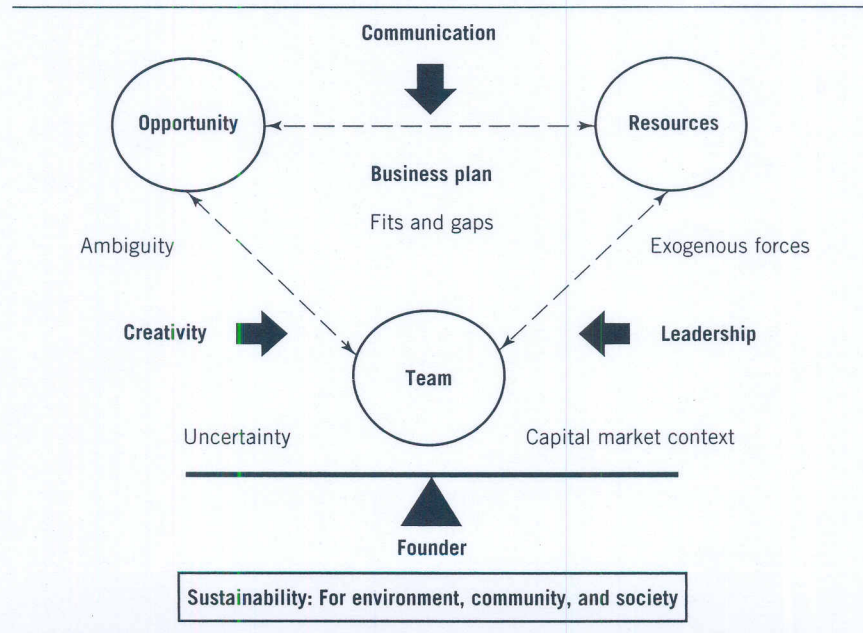 Communication
Opportunity
Resources
Business plan
Fits and gaps
Ambiguity
Exogenous forces
Creativity
Leadership
Team
Uncertainty
Capital market context
Founder
Sustainability: For environment, community, and society